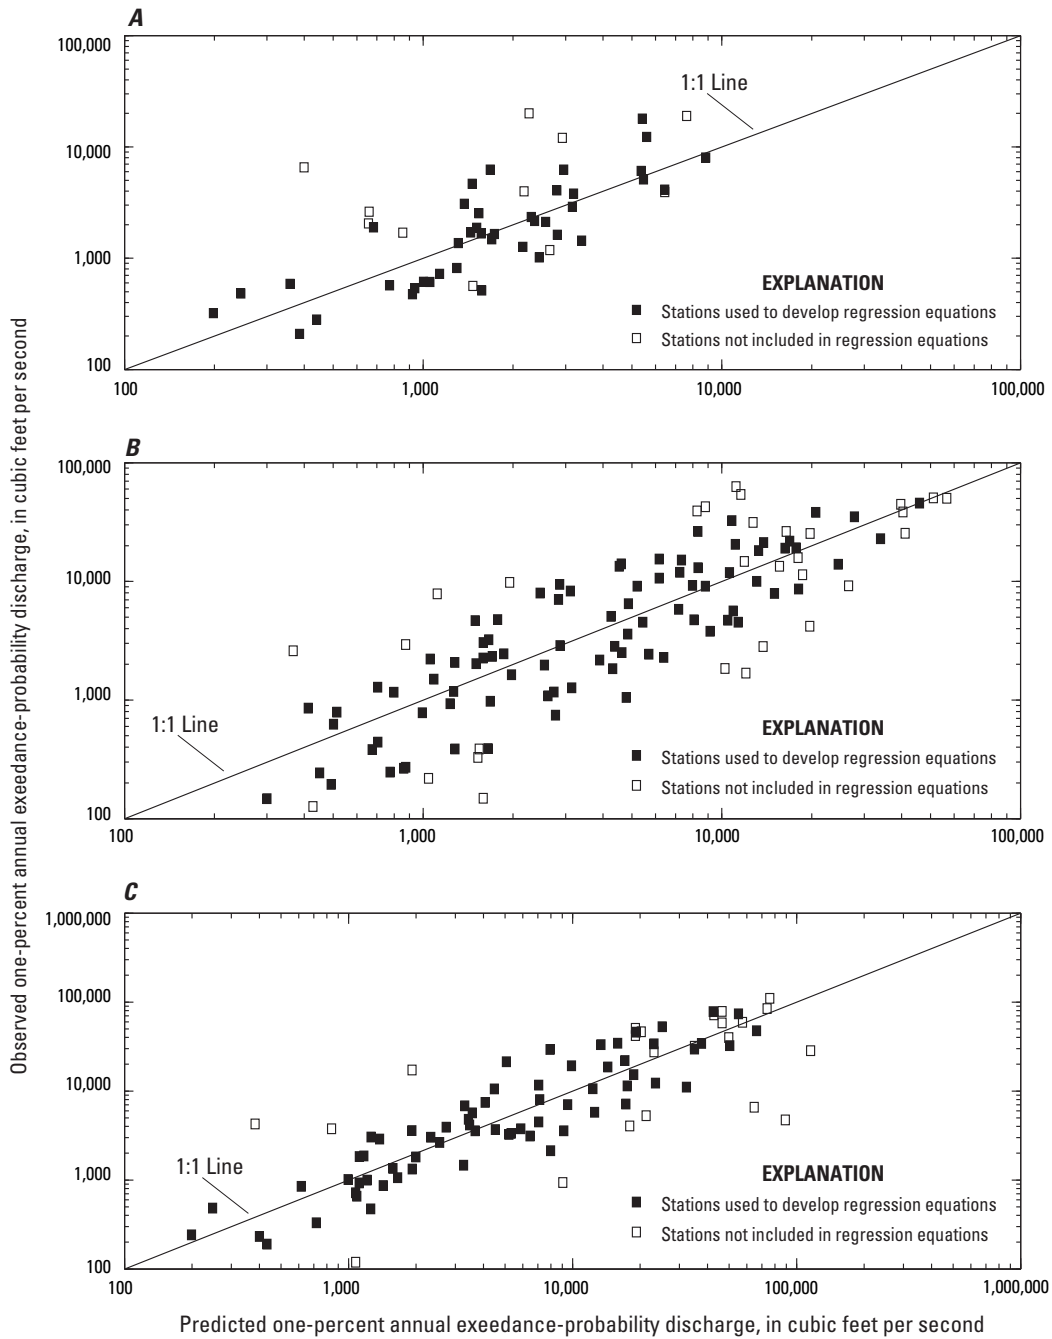 A
100,000
10,000
1,000
100
1:1 Line
EXPLANATION
Stations used to develop regression equations
Stations not included in regression equations
100
1,000
10,000
100,000
B
100,000
10,000
1,000
100
1:1 Line
EXPLANATION
Stations used to develop regression equations
Stations not included in regression equations
100
1,000
10,000
100,000
C
1,000,000
100,000
10,000
1,000
100
1:1 Line
EXPLANATION
Stations used to develop regression equations
Stations not included in regression equations
100
1,000
10,000
100,000
1,000,000
Observed one-percent annual exeedance-probability discharge, in cubic feet per second
Predicted one-percent annual exeedance-probability discharge, in cubic feet per second